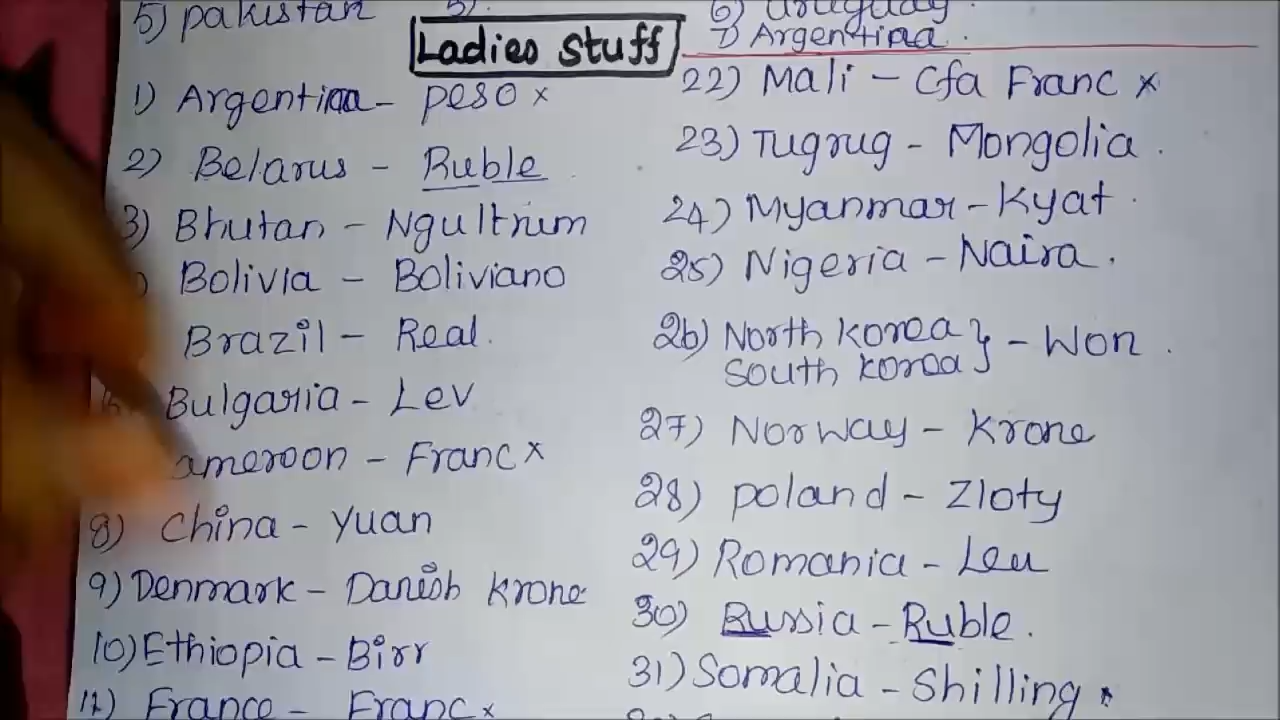 5) pakistan
5).
6) Uruguay.
7) Argentina.
Ladies Stuff
1) Argentina - peso x
2) Belarus - Ruble
3) Bhutan - Ngultrum
) Bolivia - Boliviano
Brazil - Real.
Bulgaria - Lev
ameroon - Franc x
8) China - Yuan
9) Denmark - Danish Krone
10) Ethiopia - Birr
11) France - Franc x
22) Mali - Cfa Franc x
23) Tugrug - Mongolia.
24) Myanmar - Kyat.
25) Nigeria - Naira.
26) North Korea } - Won.
South Korea
27) Norway - Krone
28) poland - Zloty
29) Romania - Leu
30) Russia - Ruble.
31) Somalia - Shilling